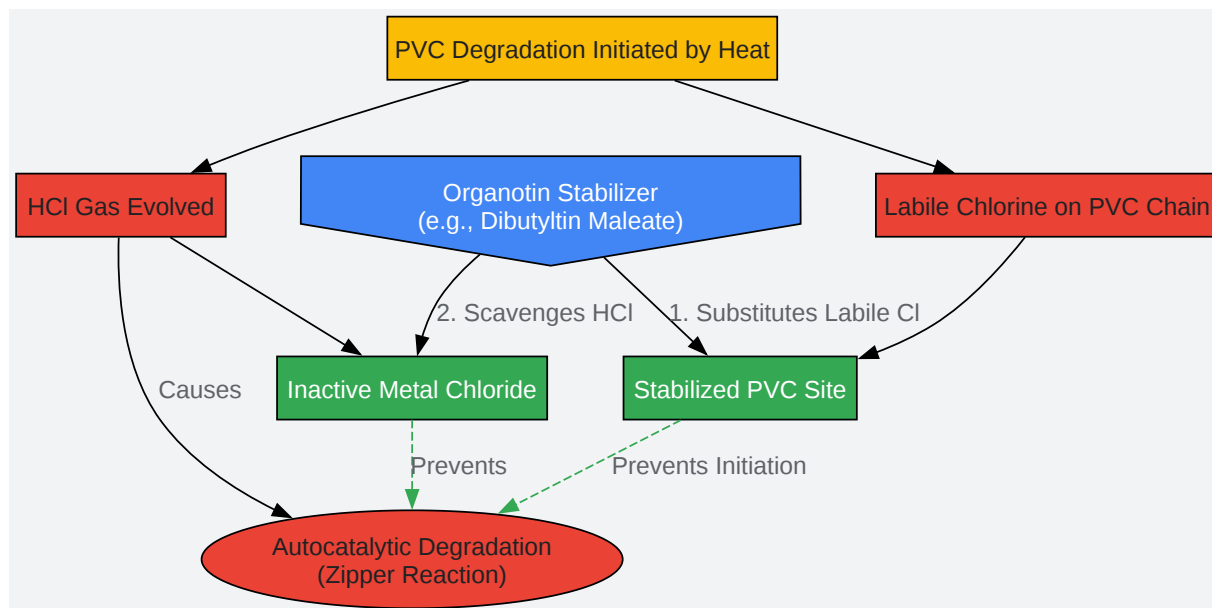 PVC Degradation Initiated by Heat
HCl Gas Evolved
Organotin Stabilizer
(e.g., Dibutyltin Maleate)
Labile Chlorine on PVC Chain
2. Scavenges HCl
1. Substitutes Labile Cl
Causes
Inactive Metal Chloride
Stabilized PVC Site
Prevents
Prevents Initiation
Autocatalytic Degradation
(Zipper Reaction)